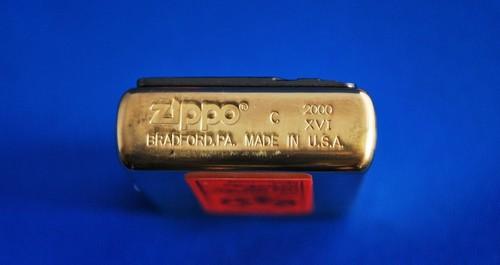 Zippo® C 2000
XVI
BRADFORD,PA. MADE IN U.S.A.